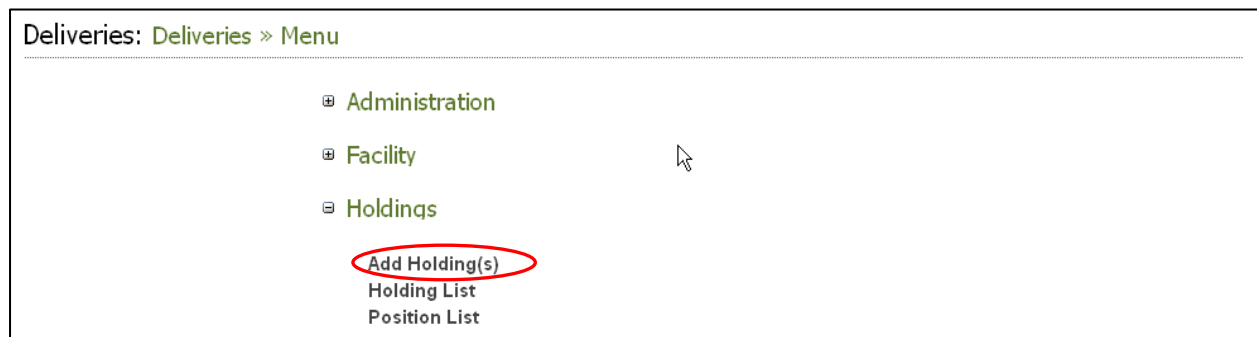 Deliveries: Deliveries » Menu
Administration
Facility
Holdings
Add Holding(s)
Holding List
Position List